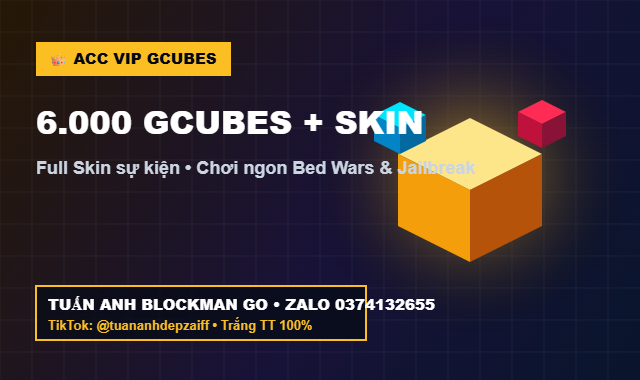 ACC VIP GCUBES
6.000 GCUBES + SKIN
Full Skin sự kiện • Chơi ngon Bed Wars & Jailbreak
TUẤN ANH BLOCKMAN GO • ZALO 0374132655
TikTok: @tuananhdepzaiff • Trắng TT 100%